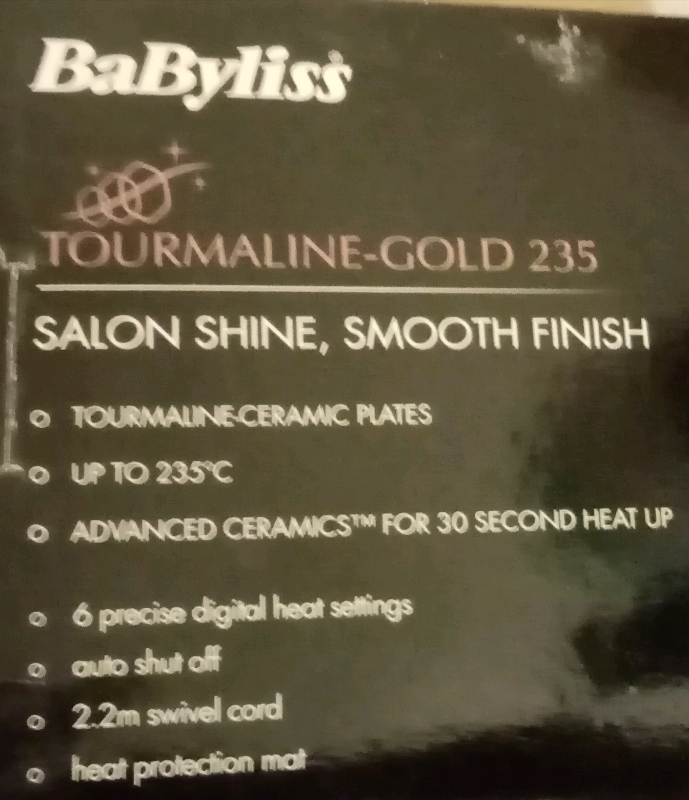 BaByliss
TOURMALINE-GOLD 235
SALON SHINE, SMOOTH FINISH
TOURMALINE-CERAMIC PLATES
UP TO 235°C
ADVANCED CERAMICS™ FOR 30 SECOND HEAT UP
6 precise digital heat settings
auto shut off
2.2m swivel cord
heat protection mat